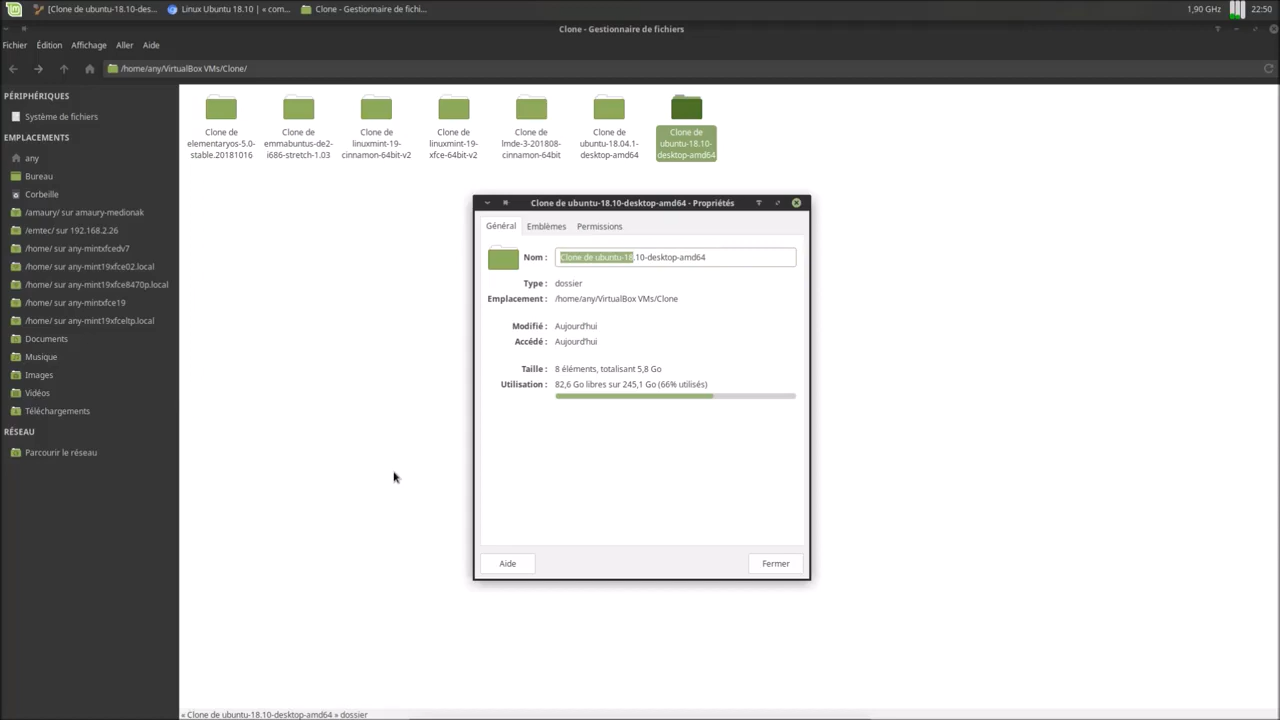 [Clone de ubuntu-18.10-des...
Linux Ubuntu 18.10 | « com...
Clone - Gestionnaire de fichi...
1,90 GHz
22:50
Clone - Gestionnaire de fichiers
Fichier Édition Affichage Aller Aide
/home/any/VirtualBox VMs/Clone/
PÉRIPHÉRIQUES
Système de fichiers
EMPLACEMENTS
any
Bureau
Corbeille
/amaury/ sur amaury-medionak
/emtec/ sur 192.168.2.26
/home/ sur any-mintxfcedv7
/home/ sur any-mint19xfce02.local
/home/ sur any-mint19xfce8470p.local
/home/ sur any-mintxfce19
/home/ sur any-mint19xfceltp.local
Documents
Musique
Images
Vidéos
Téléchargements
RÉSEAU
Parcourir le réseau
Clone de
elementaryos-5.0-
stable.20181016
Clone de
emmabuntus-de2-
i686-stretch-1.03
Clone de
linuxmint-19-
cinnamon-64bit-v2
Clone de
linuxmint-19-
xfce-64bit-v2
Clone de
lmde-3-201808-
cinnamon-64bit
Clone de
ubuntu-18.04.1-
desktop-amd64
Clone de
ubuntu-18.10-
desktop-amd64
Clone de ubuntu-18.10-desktop-amd64 - Propriétés
Général Emblèmes Permissions
Nom : Clone de ubuntu-18.10-desktop-amd64
Type : dossier
Emplacement : /home/any/VirtualBox VMs/Clone
Modifié : Aujourd'hui
Accédé : Aujourd'hui
Taille : 8 éléments, totalisant 5,8 Go
Utilisation : 82,6 Go libres sur 245,1 Go (66% utilisés)
Aide
Fermer
« Clone de ubuntu-18.10-desktop-amd64 » dossier